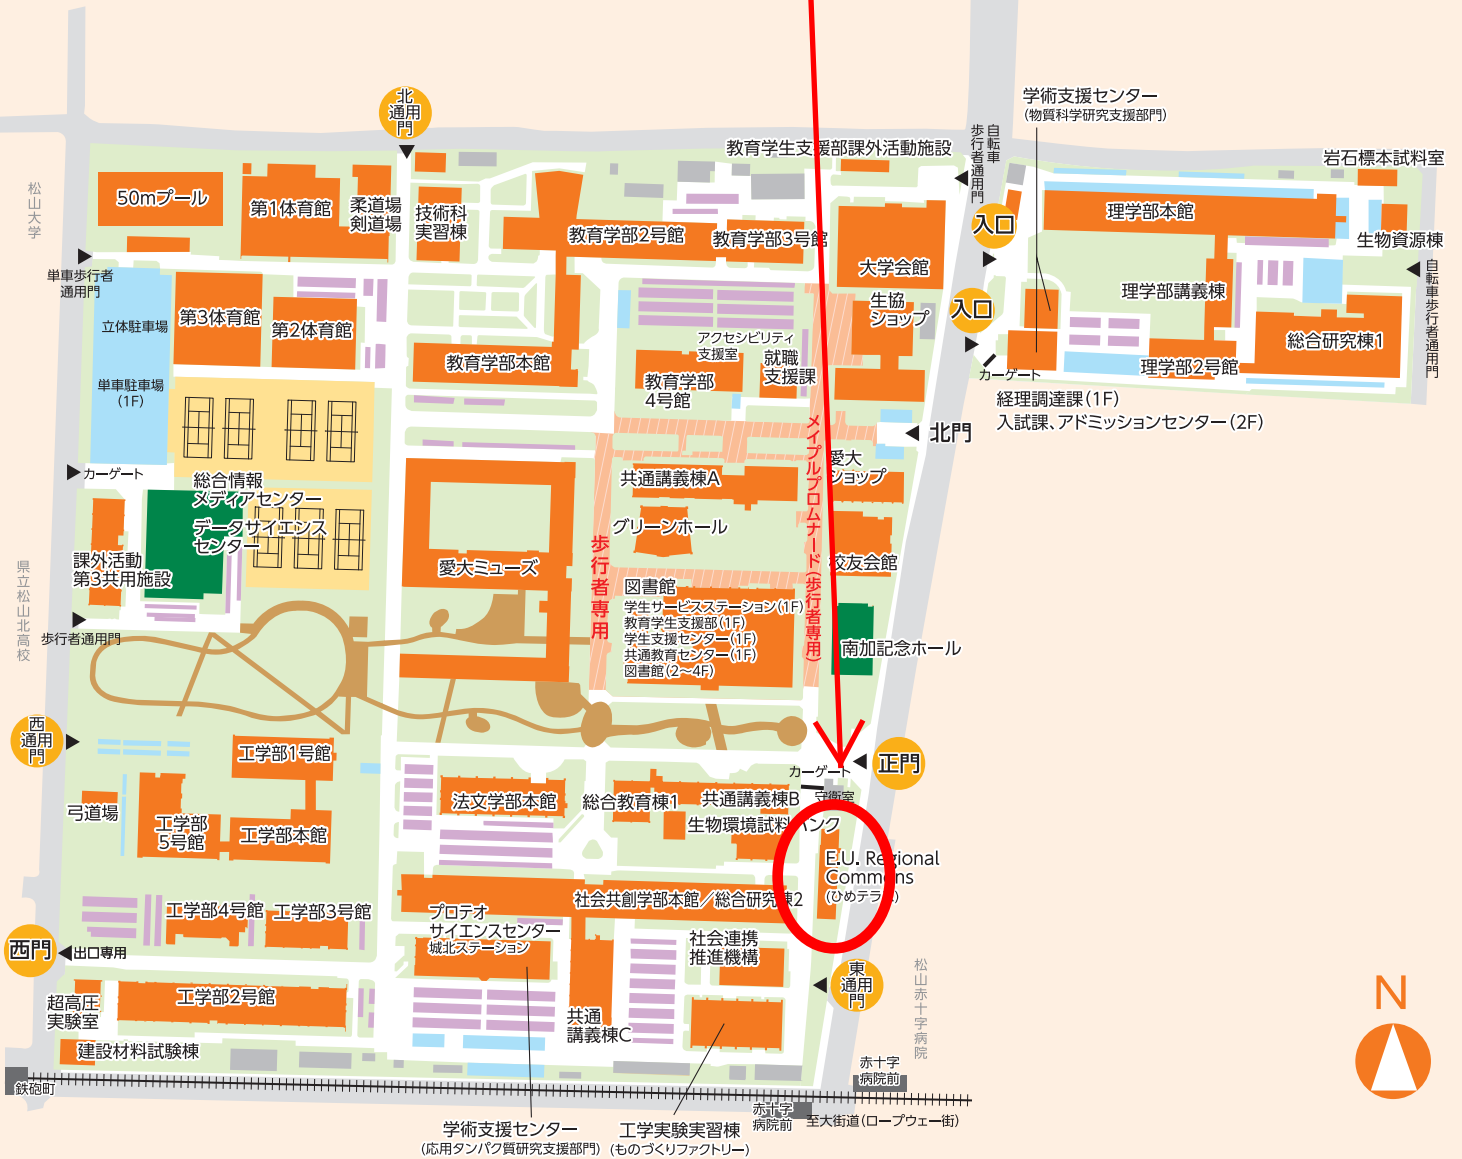 北
通用
門
学術支援センター
(物質科学研究支援部門)
教育学生支援部課外活動施設
自転車
歩行者通用門
岩石標本試料室
松山大学
50mプール
第1体育館
柔道場
剣道場
技術科
実習棟
教育学部2号館
教育学部3号館
入口
理学部本館
生物資源棟
単車歩行者
通用門
大学会館
自転車歩行者通用門
第3体育館
第2体育館
立体駐車場
生協
ショップ
入口
理学部講義棟
アクセシビリティ
支援室
就職
支援課
教育学部本館
教育学部
4号館
単車駐車場
(1F)
カーゲート
理学部2号館
総合研究棟1
経理調達課(1F)
入試課、アドミッションセンター(2F)
北門
メイプルプロムナード(歩行者専用)
カーゲート
総合情報
メディアセンター
データサイエンス
センター
共通講義棟A
愛大
ショップ
グリーンホール
歩行者専用
課外活動
第3共用施設
愛大ミューズ
校友会館
県立松山北高校
図書館
学生サービスステーション(1F)
教育学生支援部(1F)
学生支援センター(1F)
共通教育センター(1F)
図書館(2〜4F)
歩行者通用門
南加記念ホール
西
通用
門
工学部1号館
正門
カーゲート
守衛室
弓道場
工学部
5号館
工学部本館
法文学部本館
総合教育棟1
共通講義棟B
生物環境試料バンク
E.U. Regional
Commons
(ひめテラス)
社会共創学部本館／総合研究棟2
工学部4号館
工学部3号館
プロテオ
サイエンスセンター
城北ステーション
社会連携
推進機構
西門
出口専用
東
通用
門
松山赤十字病院
超高圧
実験室
工学部2号館
共通
講義棟C
建設材料試験棟
鉄砲町
赤十字
病院前
赤十字
病院前
至大街道(ロープウェー街)
学術支援センター
(応用タンパク質研究支援部門)
工学実験実習棟
(ものづくりファクトリー)
N